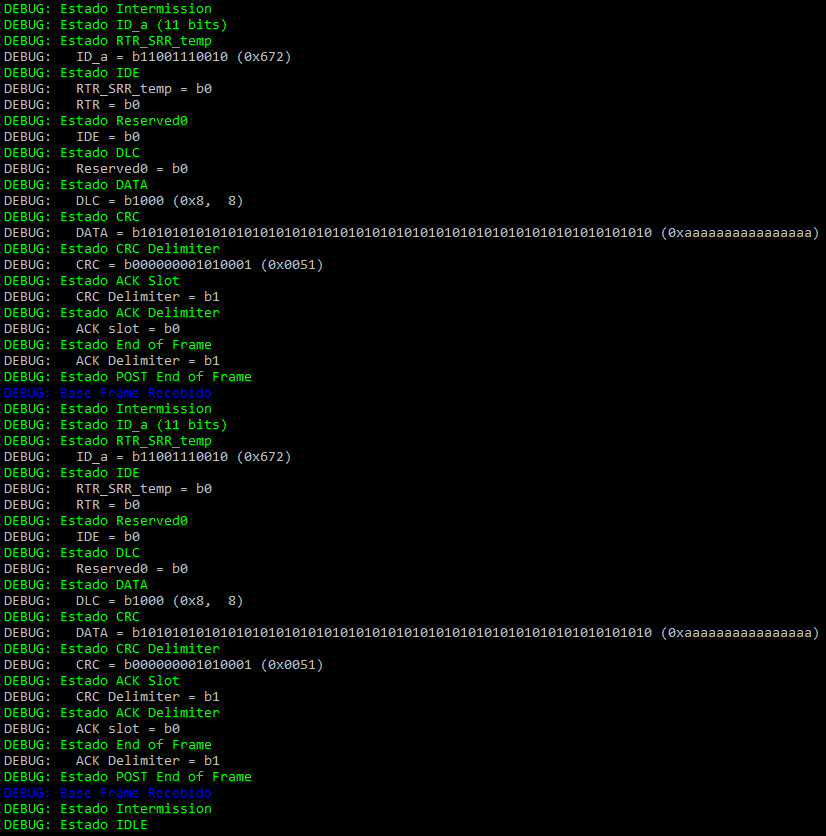 DEBUG: Estado Intermission
DEBUG: Estado ID_a (11 bits)
DEBUG: Estado RTR_SRR_temp
DEBUG:   ID_a = b11001110010 (0x672)
DEBUG: Estado IDE
DEBUG:   RTR_SRR_temp = b0
DEBUG:   RTR = b0
DEBUG: Estado Reserved0
DEBUG:   IDE = b0
DEBUG: Estado DLC
DEBUG:   Reserved0 = b0
DEBUG: Estado DATA
DEBUG:   DLC = b1000 (0x8,  8)
DEBUG: Estado CRC
DEBUG:   DATA = b1010101010101010101010101010101010101010101010101010101010101010 (0xaaaaaaaaaaaaaaaa)
DEBUG: Estado CRC Delimiter
DEBUG:   CRC = b000000001010001 (0x0051)
DEBUG: Estado ACK Slot
DEBUG:   CRC Delimiter = b1
DEBUG: Estado ACK Delimiter
DEBUG:   ACK slot = b0
DEBUG: Estado End of Frame
DEBUG:   ACK Delimiter = b1
DEBUG: Estado POST End of Frame
DEBUG: Base Frame Recebido
DEBUG: Estado Intermission
DEBUG: Estado ID_a (11 bits)
DEBUG: Estado RTR_SRR_temp
DEBUG:   ID_a = b11001110010 (0x672)
DEBUG: Estado IDE
DEBUG:   RTR_SRR_temp = b0
DEBUG:   RTR = b0
DEBUG: Estado Reserved0
DEBUG:   IDE = b0
DEBUG: Estado DLC
DEBUG:   Reserved0 = b0
DEBUG: Estado DATA
DEBUG:   DLC = b1000 (0x8,  8)
DEBUG: Estado CRC
DEBUG:   DATA = b1010101010101010101010101010101010101010101010101010101010101010 (0xaaaaaaaaaaaaaaaa)
DEBUG: Estado CRC Delimiter
DEBUG:   CRC = b000000001010001 (0x0051)
DEBUG: Estado ACK Slot
DEBUG:   CRC Delimiter = b1
DEBUG: Estado ACK Delimiter
DEBUG:   ACK slot = b0
DEBUG: Estado End of Frame
DEBUG:   ACK Delimiter = b1
DEBUG: Estado POST End of Frame
DEBUG: Base Frame Recebido
DEBUG: Estado Intermission
DEBUG: Estado IDLE